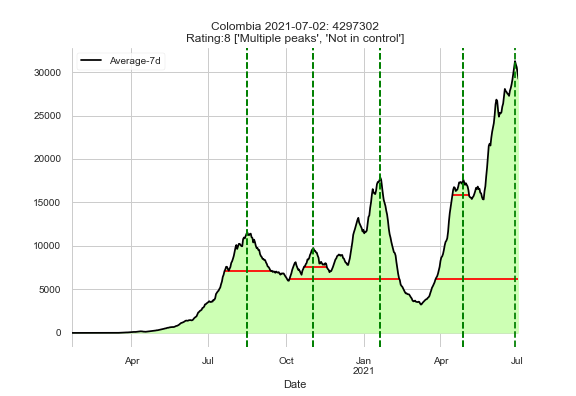 Colombia 2021-07-02: 4297302
Rating:8 ['Multiple peaks', 'Not in control']
Average-7d
30000
25000
20000
15000
10000
5000
0
Apr Jul Oct Jan Apr Jul
2021
Date